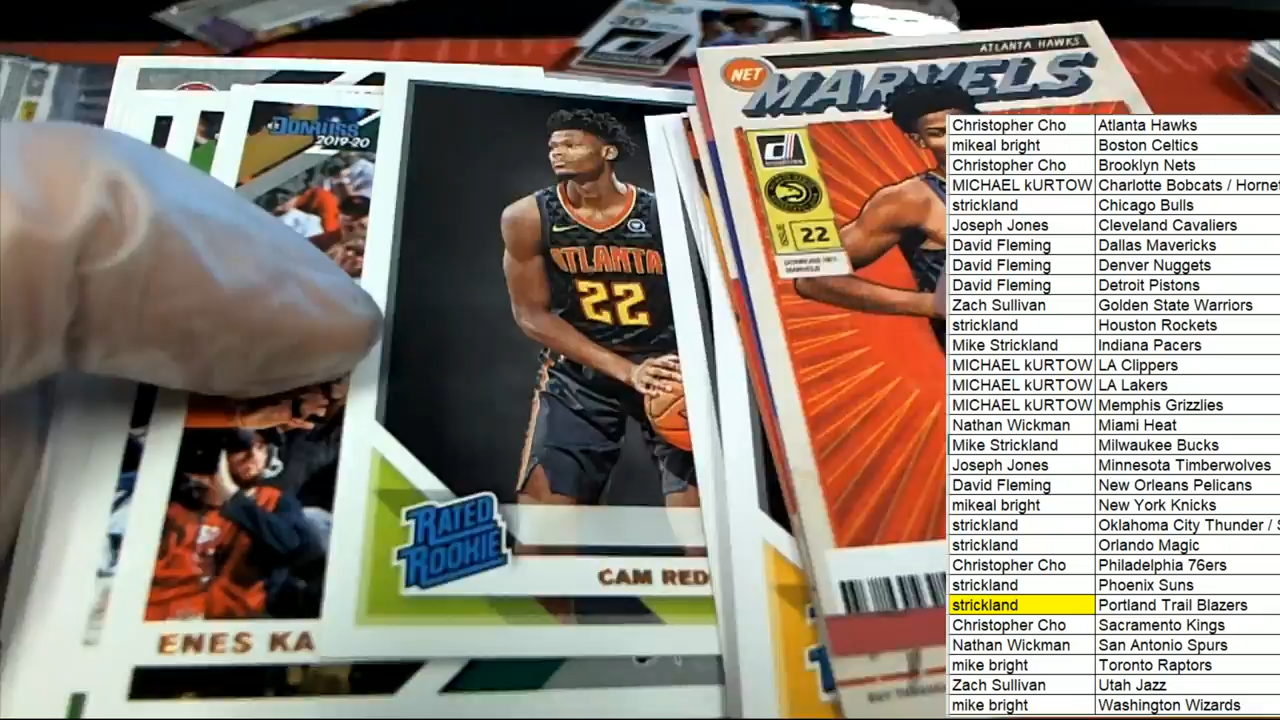 ATLANTA HAWKS
NET
MARVELS
DONRUSS
2019-20
ISSUE 22
DONRUSS NET
MARVELS
ATLANTA
22
RATED
ROOKIE
CAM RED
ENES KA
Christopher Cho Atlanta Hawks
mikeal bright Boston Celtics
Christopher Cho Brooklyn Nets
MICHAEL kURTOW Charlotte Bobcats / Horne
strickland Chicago Bulls
Joseph Jones Cleveland Cavaliers
David Fleming Dallas Mavericks
David Fleming Denver Nuggets
David Fleming Detroit Pistons
Zach Sullivan Golden State Warriors
strickland Houston Rockets
Mike Strickland Indiana Pacers
MICHAEL kURTOW LA Clippers
MICHAEL kURTOW LA Lakers
MICHAEL kURTOW Memphis Grizzlies
Nathan Wickman Miami Heat
Mike Strickland Milwaukee Bucks
Joseph Jones Minnesota Timberwolves
David Fleming New Orleans Pelicans
mikeal bright New York Knicks
strickland Oklahoma City Thunder /
strickland Orlando Magic
Christopher Cho Philadelphia 76ers
strickland Phoenix Suns
strickland Portland Trail Blazers
Christopher Cho Sacramento Kings
Nathan Wickman San Antonio Spurs
mike bright Toronto Raptors
Zach Sullivan Utah Jazz
mike bright Washington Wizards